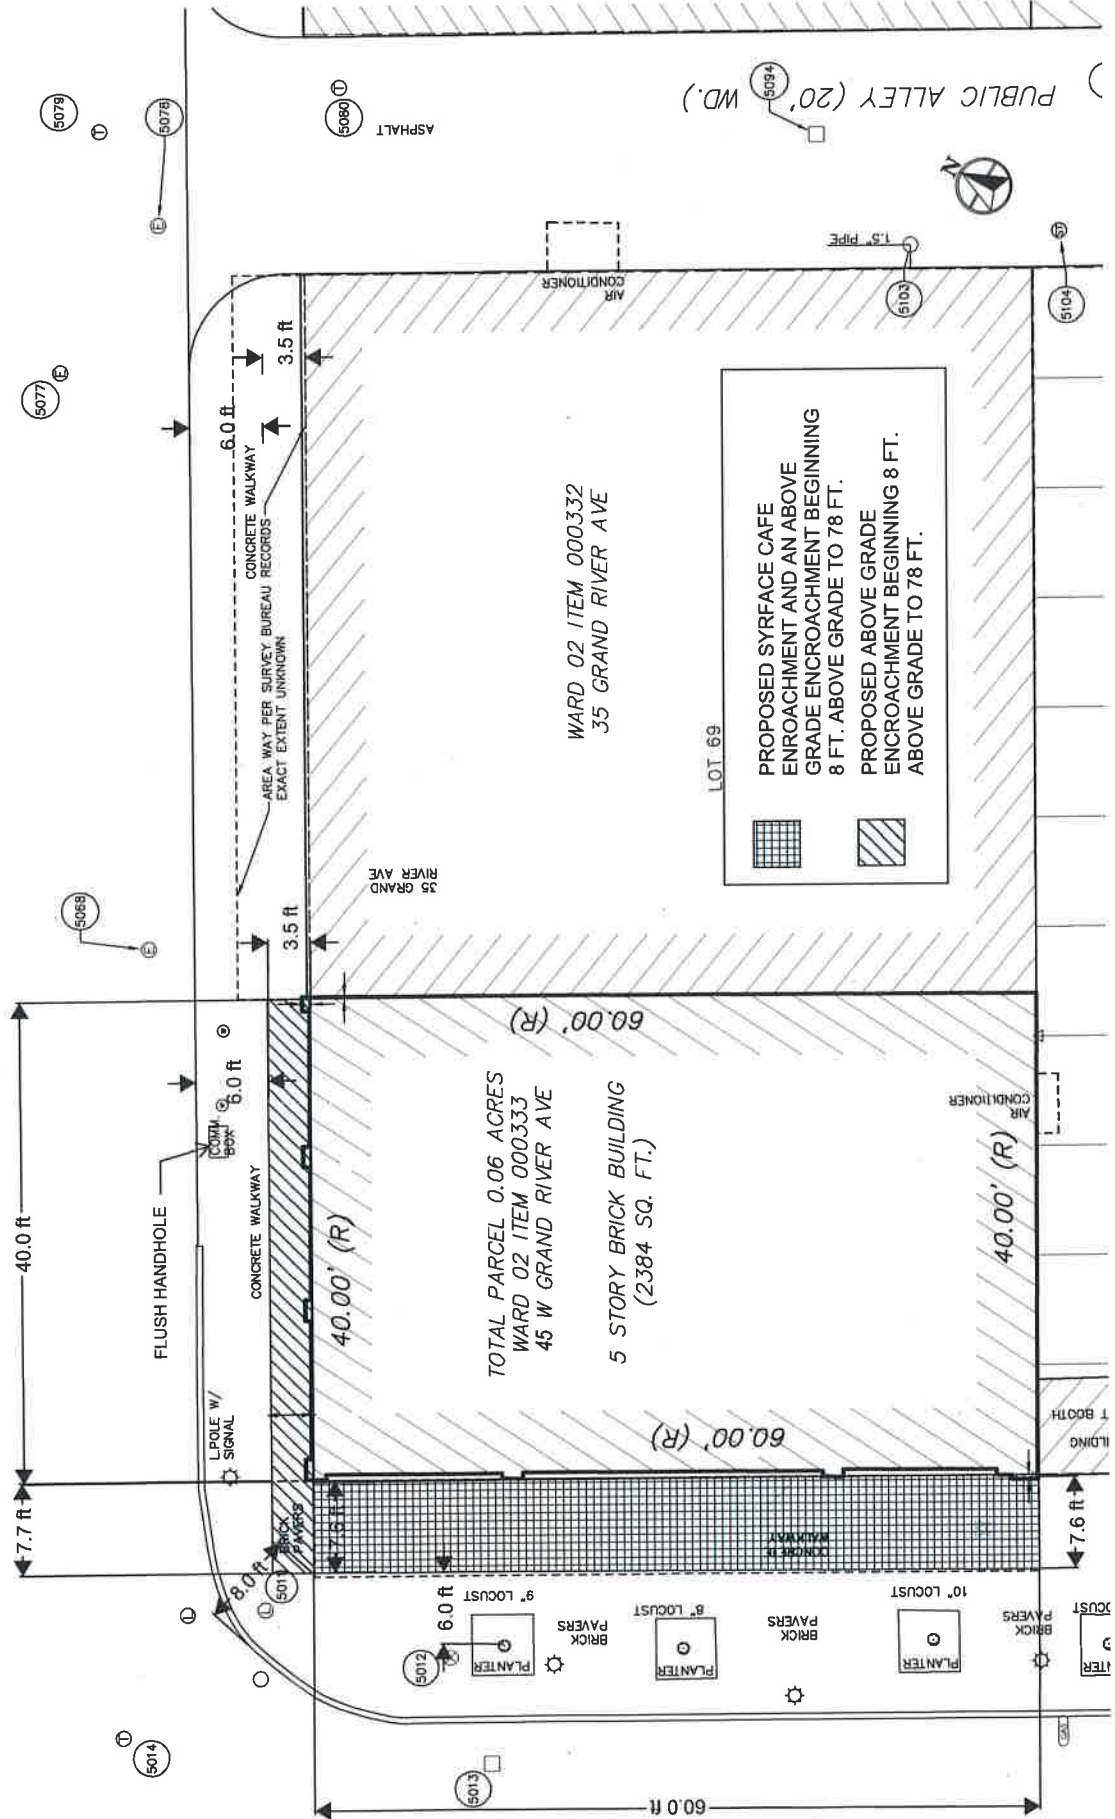 40.0 ft
7.7 ft
FLUSH HANDHOLE
COMM.
BOX
6.0 ft
CONCRETE WALKWAY
L.POLE W/
SIGNAL
BRICK
PAVERS
8.0 ft
5068
5077
5078
5079
5080
ASPHALT
6.0 ft
3.5 ft
3.5 ft
CONCRETE WALKWAY
AREA WAY PER SURVEY BUREAU RECORDS
EXACT EXTENT UNKNOWN
PUBLIC ALLEY (20' WD.)
5094
N
1.5" PIPE
5103
5104
AIR
CONDITIONER
35 GRAND
RIVER AVE
WARD 02 ITEM 000332
35 GRAND RIVER AVE
LOT 69
PROPOSED SYRFACE CAFE
ENROACHMENT AND AN ABOVE
GRADE ENCROACHMENT BEGINNING
8 FT. ABOVE GRADE TO 78 FT.
PROPOSED ABOVE GRADE
ENCROACHMENT BEGINNING 8 FT.
ABOVE GRADE TO 78 FT.
40.00' (R)
60.00' (R)
TOTAL PARCEL 0.06 ACRES
WARD 02 ITEM 000333
45 W GRAND RIVER AVE
5 STORY BRICK BUILDING
(2384 SQ. FT.)
60.00' (R)
40.00' (R)
AIR
CONDITIONER
T BOOTH
ILDING
7.6 ft
7.6 ft
WALKWAY
6.0 ft
5012
5013
5014
9" LOCUST
PLANTER
BRICK
PAVERS
8" LOCUST
PLANTER
BRICK
PAVERS
10" LOCUST
PLANTER
BRICK
PAVERS
GAS
60.0 ft